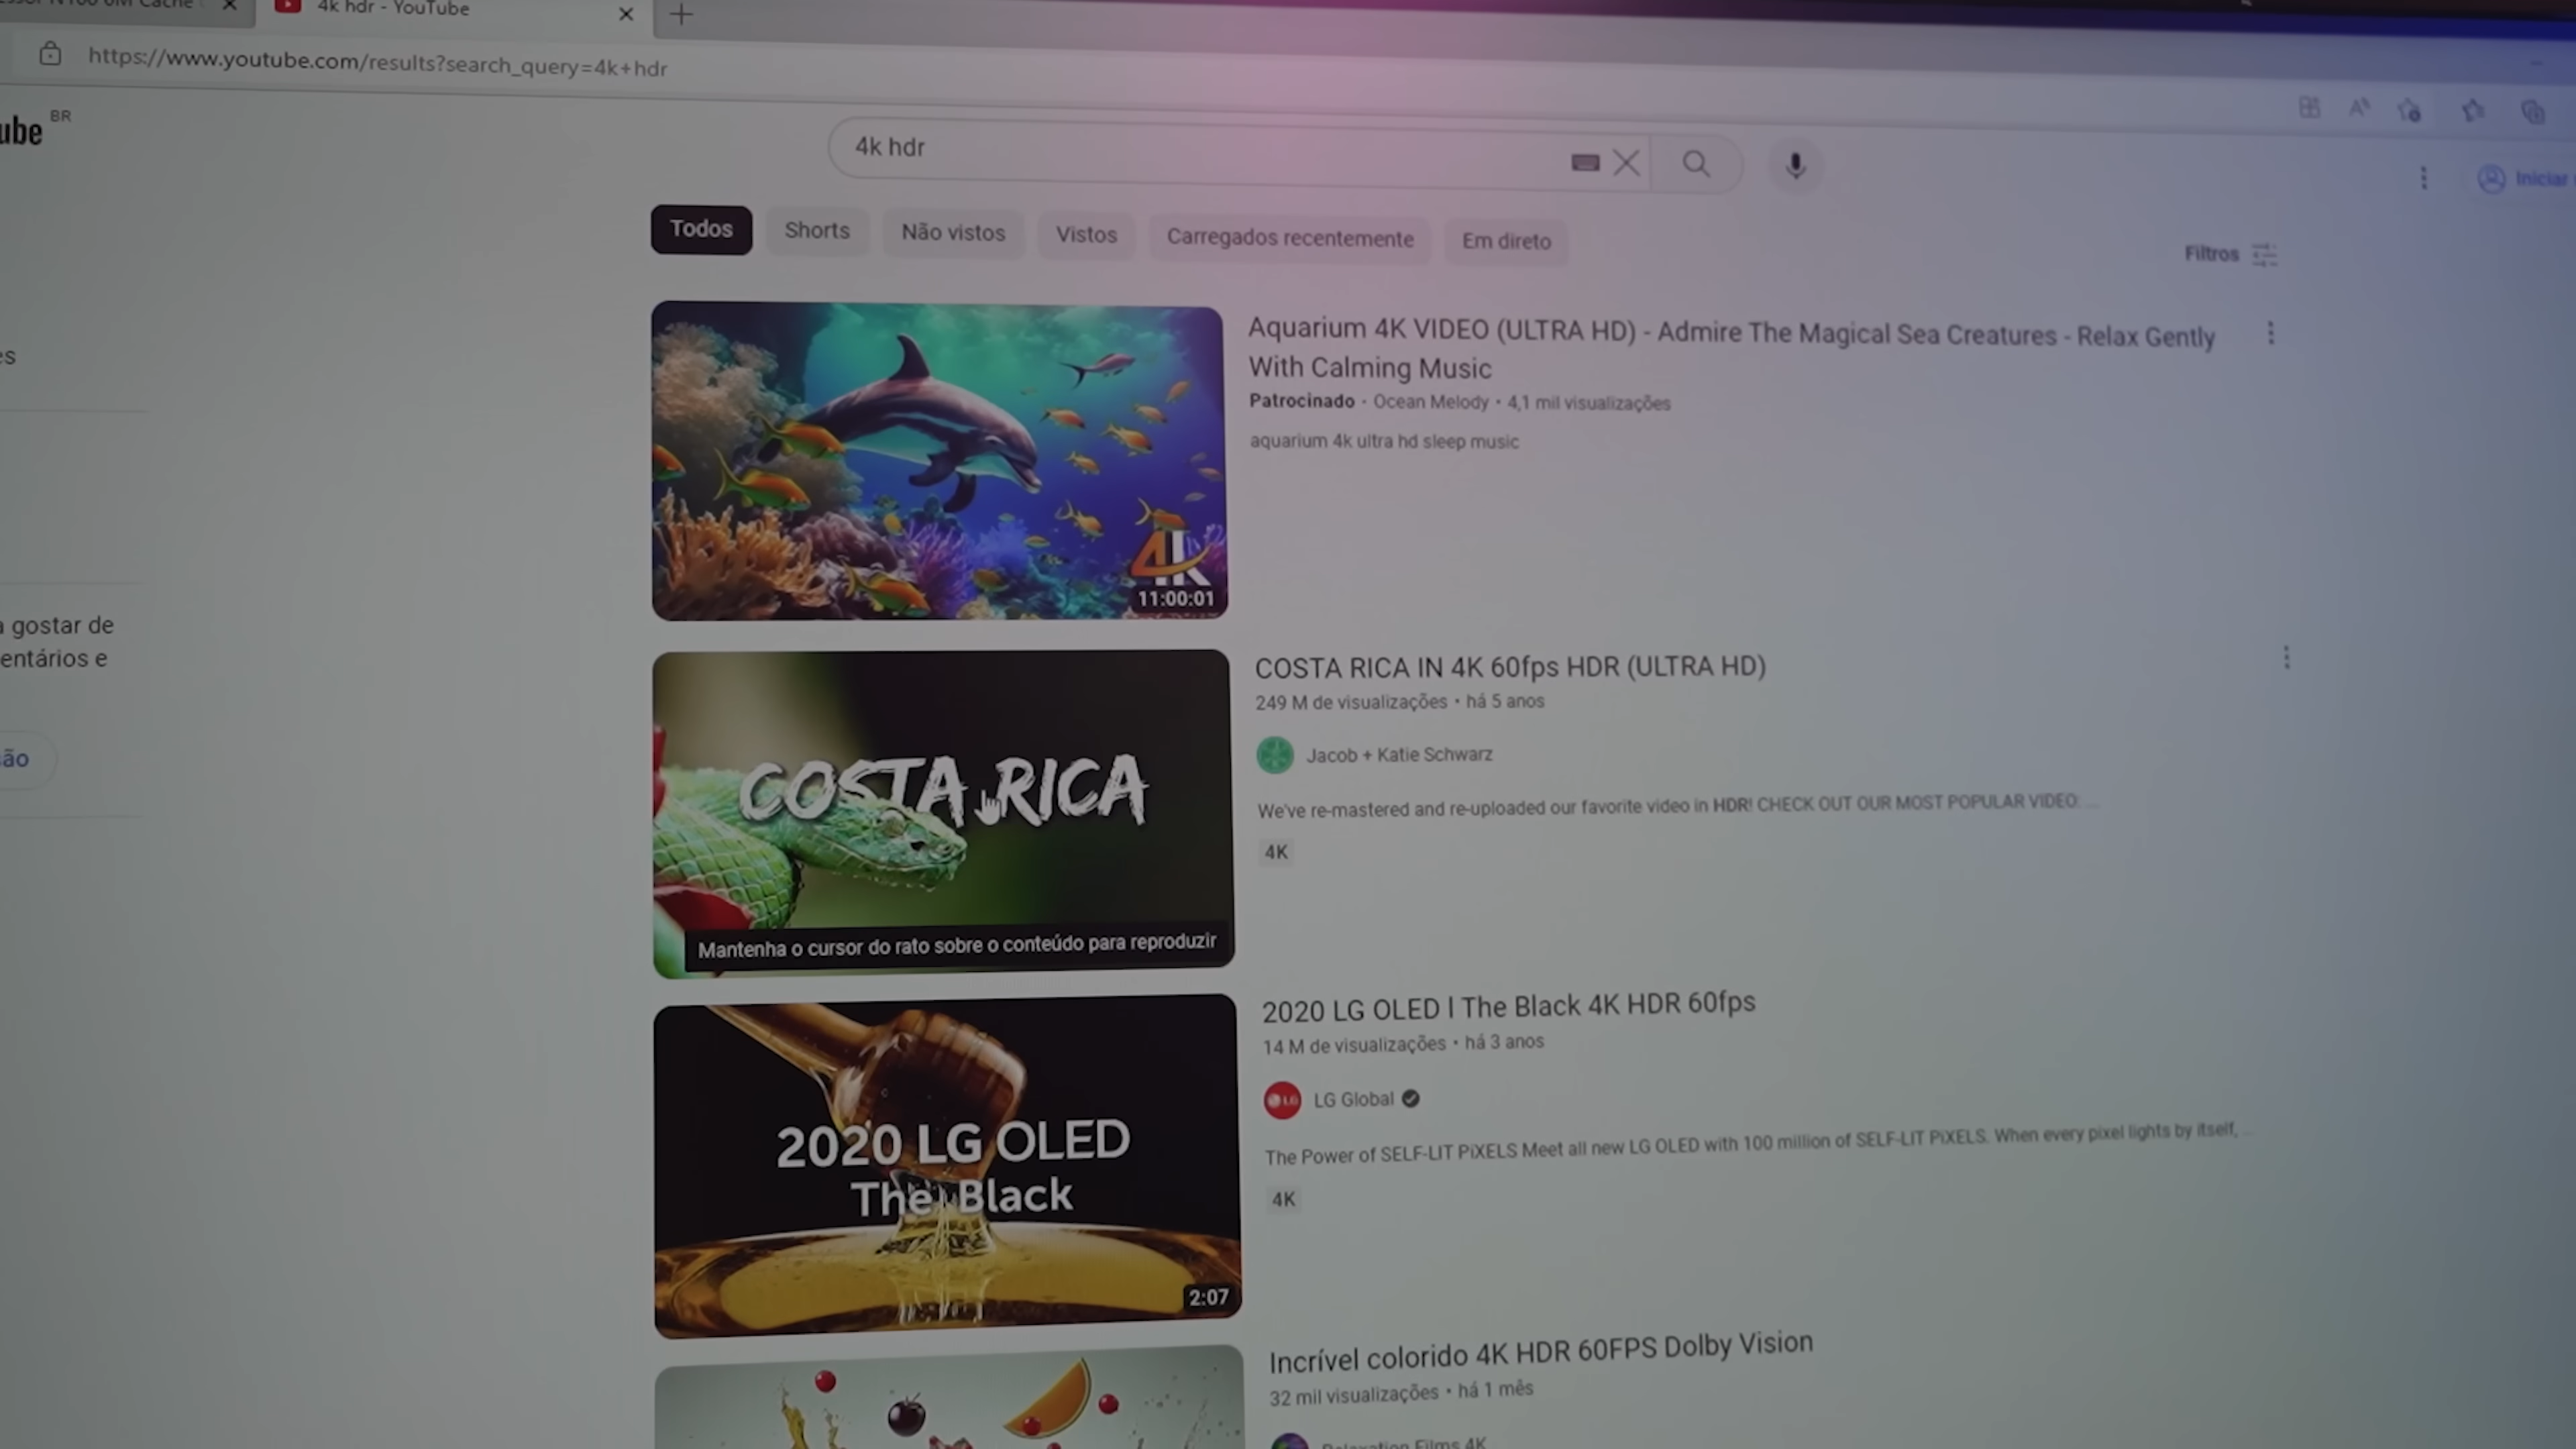 4k hdr - YouTube
https://www.youtube.com/results?search_query=4k+hdr
ube BR
4k hdr
Iniciar
Todos
Shorts
Não vistos
Vistos
Carregados recentemente
Em direto
Filtros
es
a gostar de
entários e
ão
4K
11:00:01
Aquarium 4K VIDEO (ULTRA HD) - Admire The Magical Sea Creatures - Relax Gently
With Calming Music
Patrocinado • Ocean Melody • 4,1 mil visualizações
aquarium 4k ultra hd sleep music
COSTA RICA
Mantenha o cursor do rato sobre o conteúdo para reproduzir
COSTA RICA IN 4K 60fps HDR (ULTRA HD)
249 M de visualizações • há 5 anos
Jacob + Katie Schwarz
We've re-mastered and re-uploaded our favorite video in HDR! CHECK OUT OUR MOST POPULAR VIDEO: ...
4K
2020 LG OLED
The Black
2:07
2020 LG OLED l The Black 4K HDR 60fps
14 M de visualizações • há 3 anos
LG
LG Global
The Power of SELF-LIT PiXELS Meet all new LG OLED with 100 million of SELF-LIT PiXELS. When every pixel lights by itself, ...
4K
Incrível colorido 4K HDR 60FPS Dolby Vision
32 mil visualizações • há 1 mês
Relaxation Films 4K